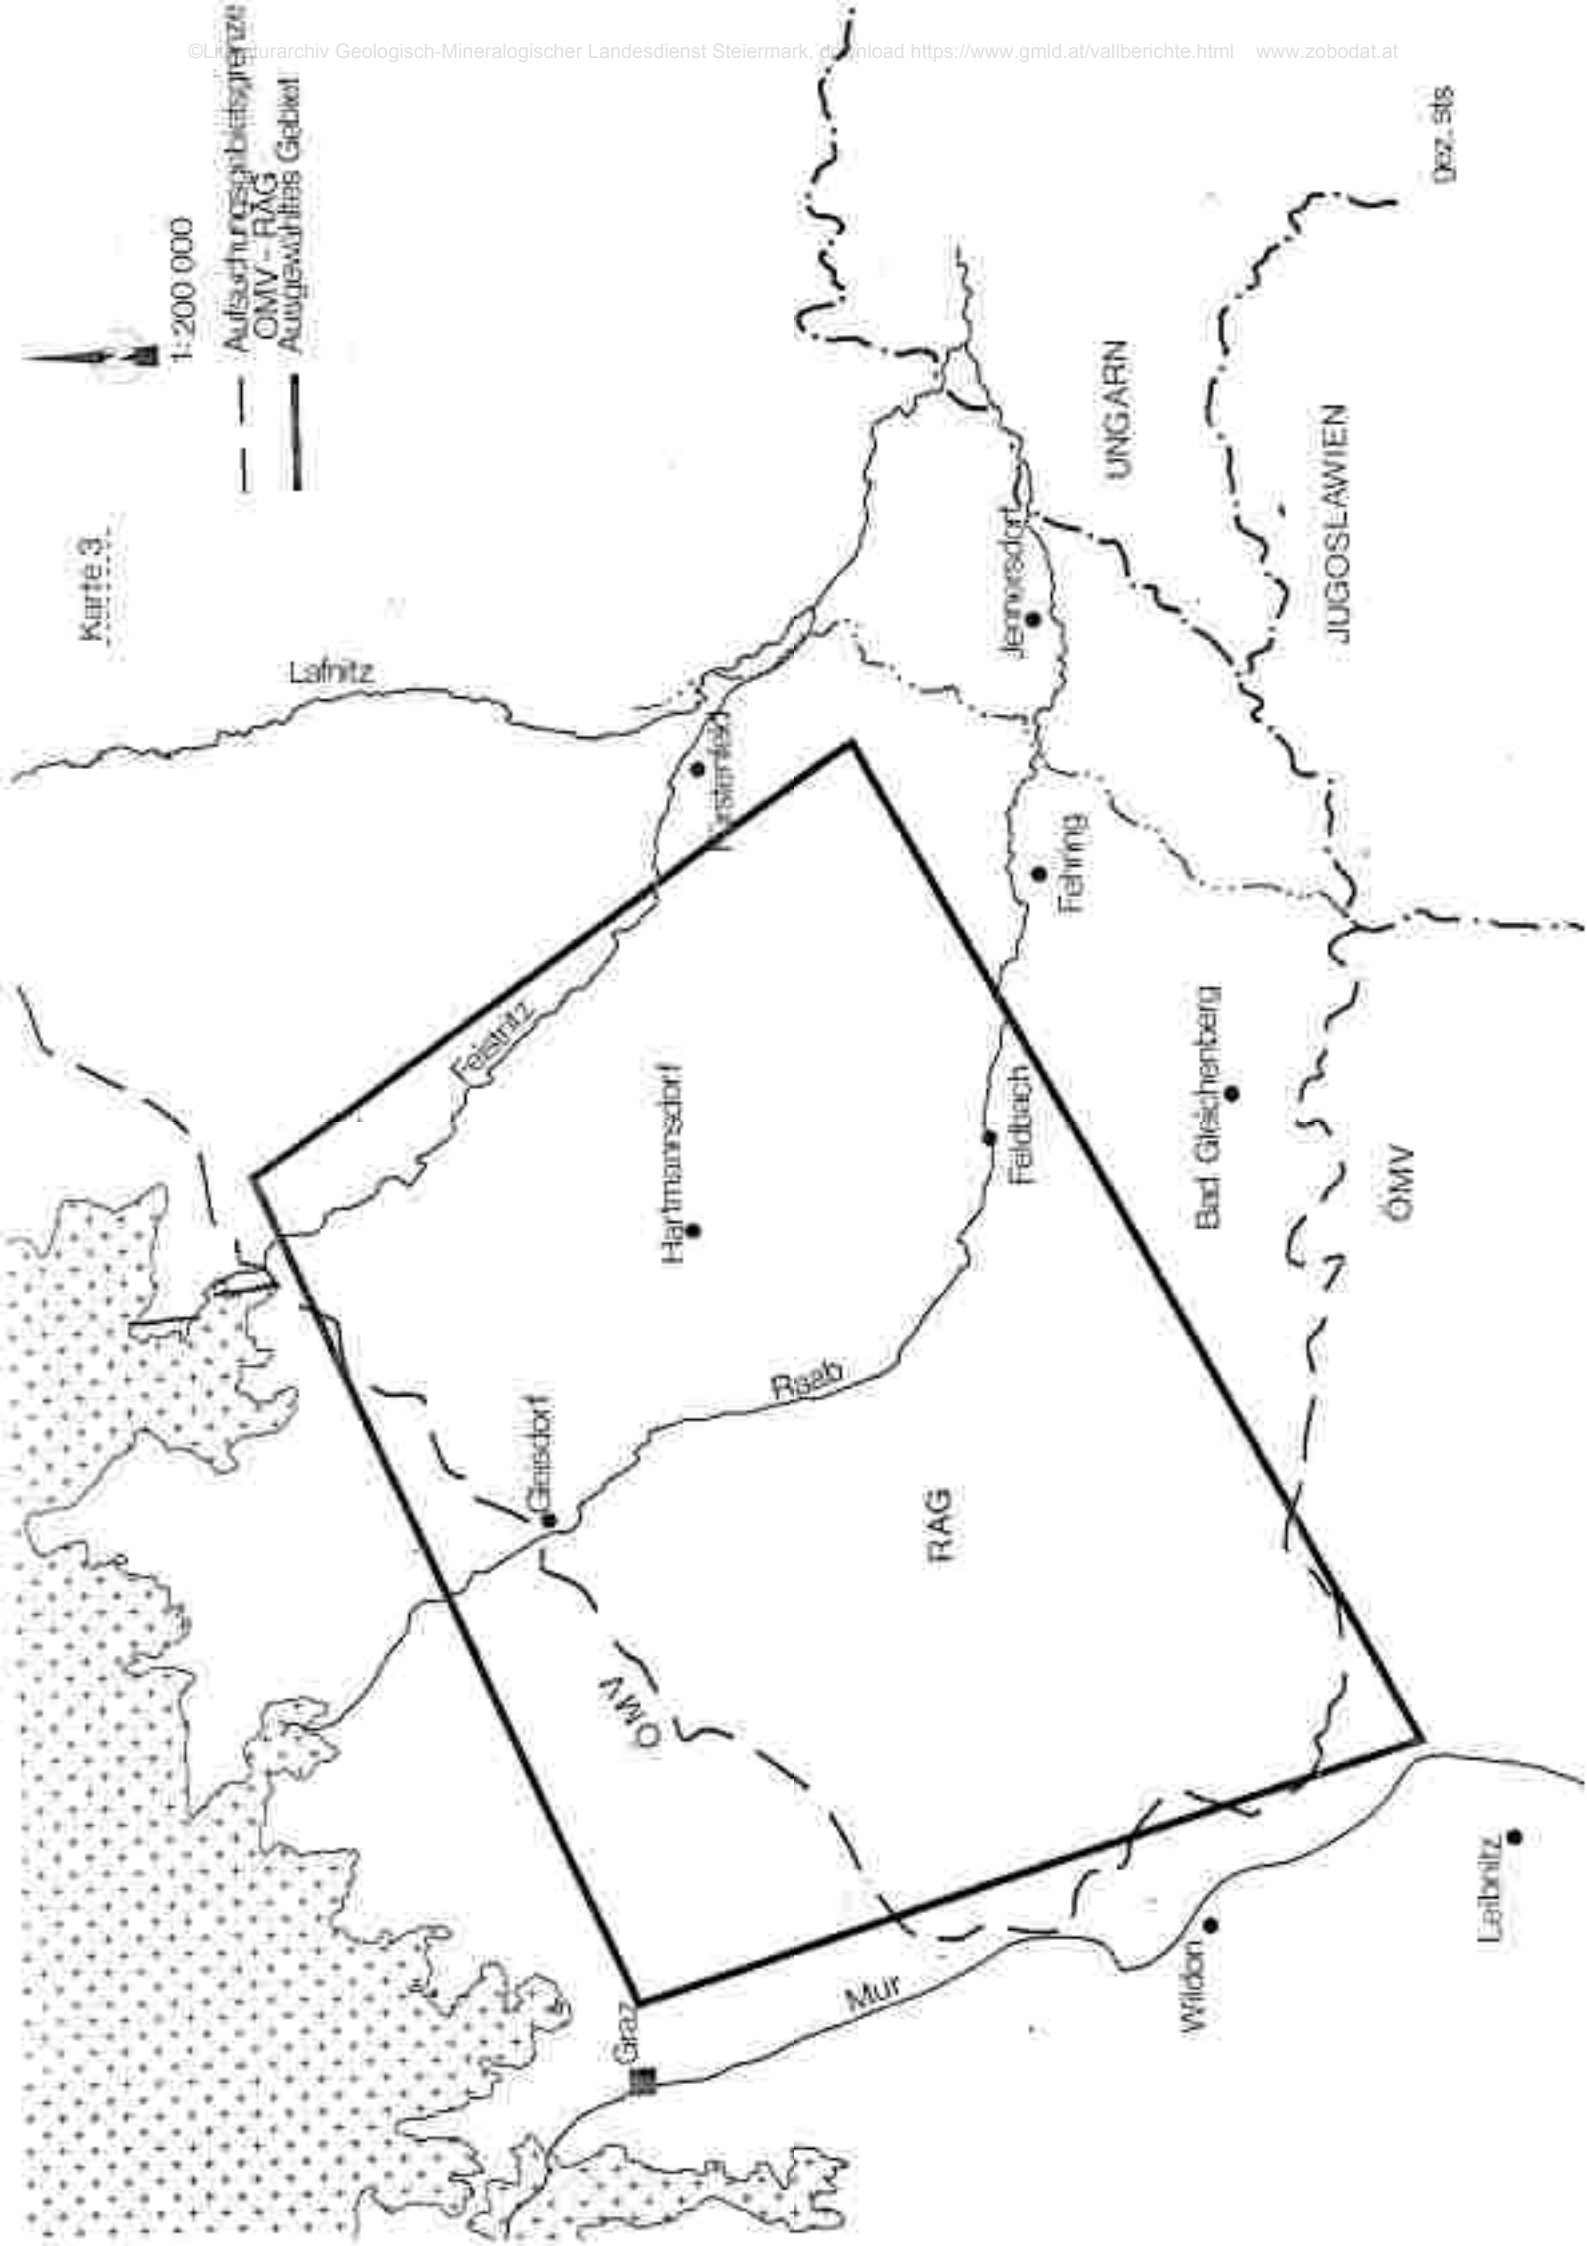 ©Literaturarchiv Geologisch-Mineralogischer Landesdienst Steiermark, download https://www.gmld.at/vallberichte.html www.zobodat.at
Karte 3
1:200 000
Aufsuchungsgebietsgrenze
ÖMV - RAG
Ausgewähltes Gebiet
Lafnitz
Fürstenfeld
Feistritz
Hartmannsdorf
Gleisdorf
Raab
ÖMV
Graz
Mur
RAG
Feldbach
Fehring
Jennersdorf
UNGARN
JUGOSLAWIEN
Bad Gleichenberg
ÖMV
Wildon
Leibnitz
gez. sts